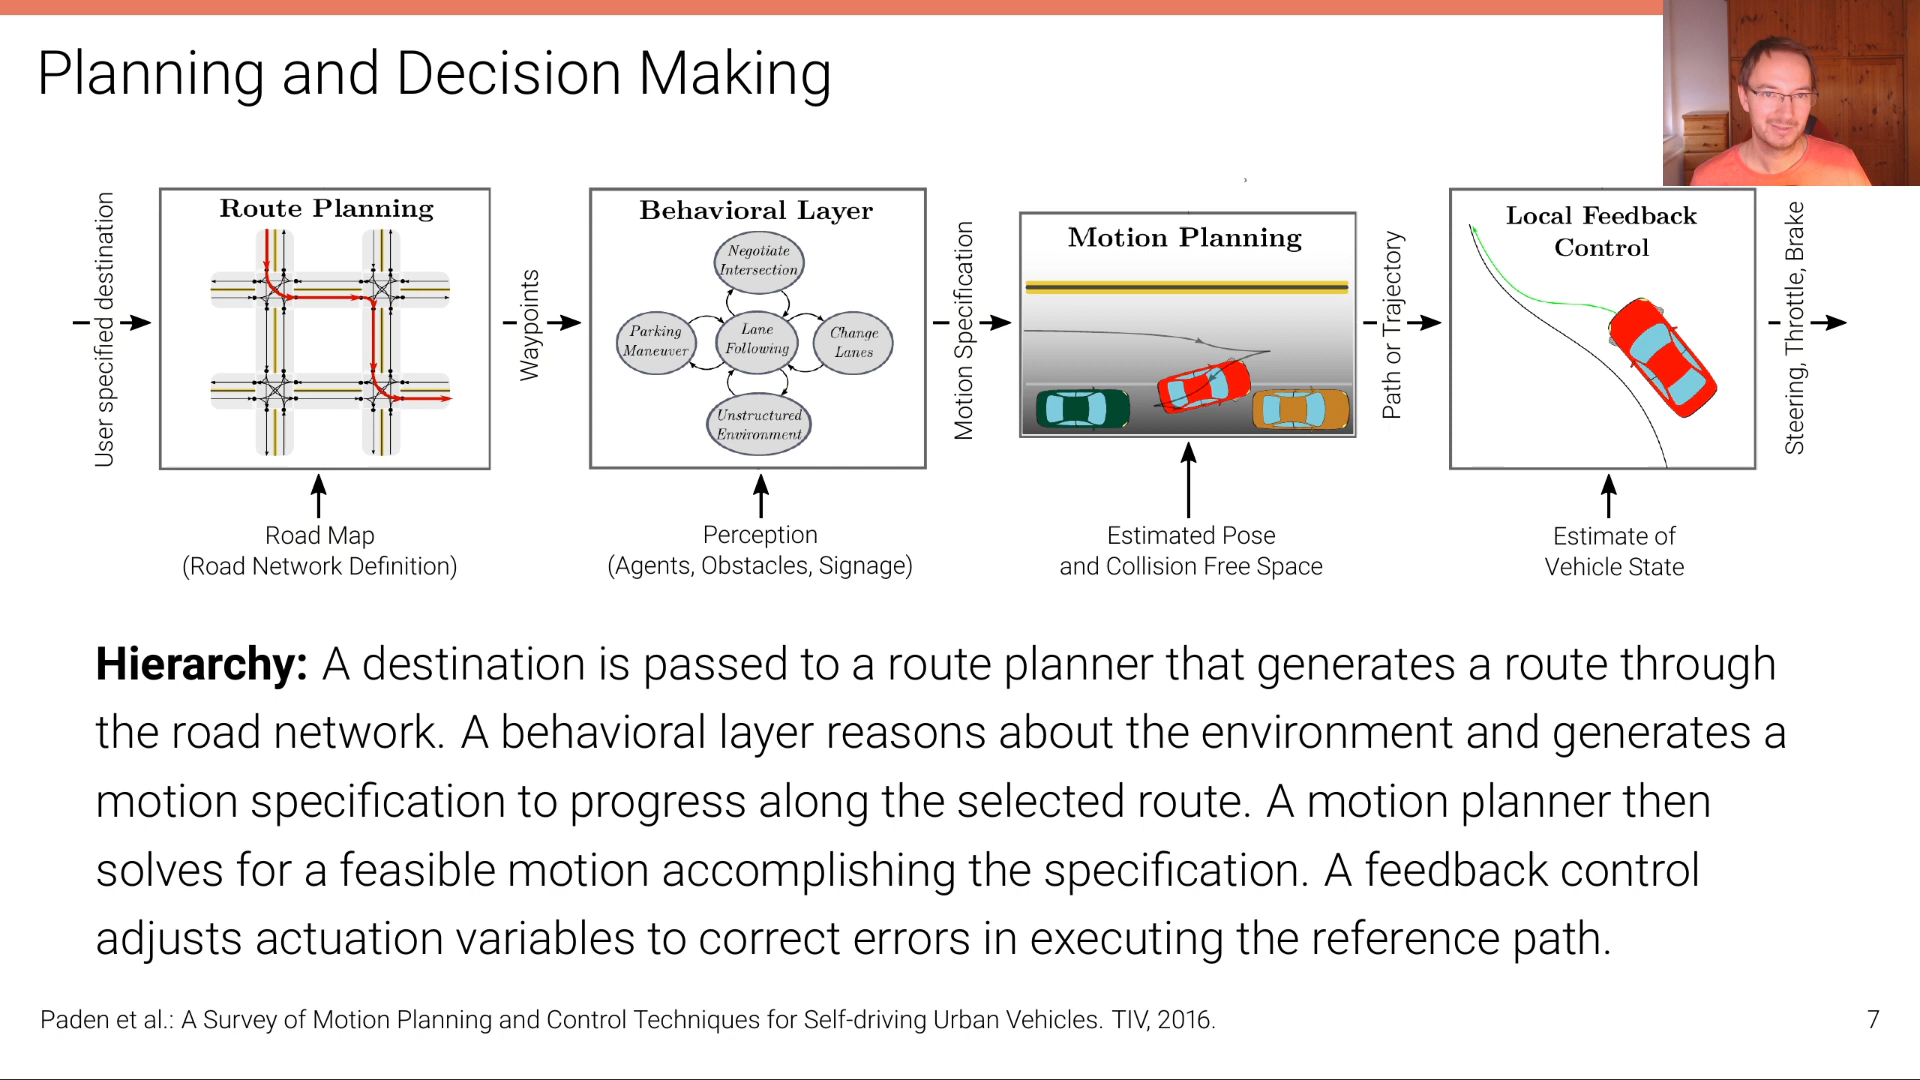 Planning and Decision Making
User specified destination
Route Planning
Road Map
(Road Network Definition)
Waypoints
Behavioral Layer
Negotiate
Intersection
Parking
Maneuver
Lane
Following
Change
Lanes
Unstructured
Environment
Perception
(Agents, Obstacles, Signage)
Motion Specification
Motion Planning
Estimated Pose
and Collision Free Space
Path or Trajectory
Local Feedback
Control
Estimate of
Vehicle State
Steering, Throttle, Brake
Hierarchy: A destination is passed to a route planner that generates a route through
the road network. A behavioral layer reasons about the environment and generates a
motion specification to progress along the selected route. A motion planner then
solves for a feasible motion accomplishing the specification. A feedback control
adjusts actuation variables to correct errors in executing the reference path.
Paden et al.: A Survey of Motion Planning and Control Techniques for Self-driving Urban Vehicles. TIV, 2016.
7